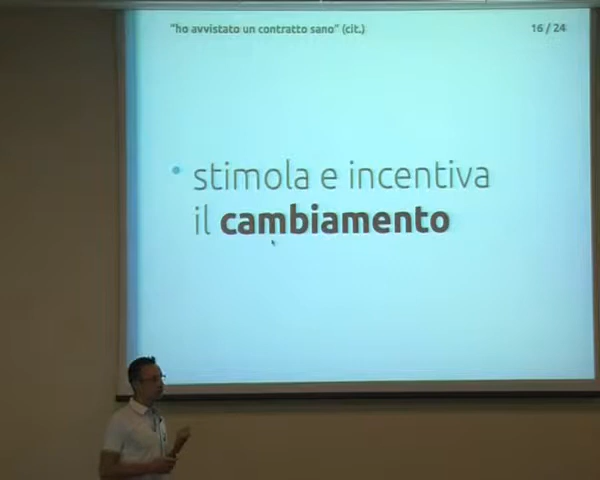 "ho avvistato un contratto sano" (cit.)
16 / 24
• stimola e incentiva
il cambiamento